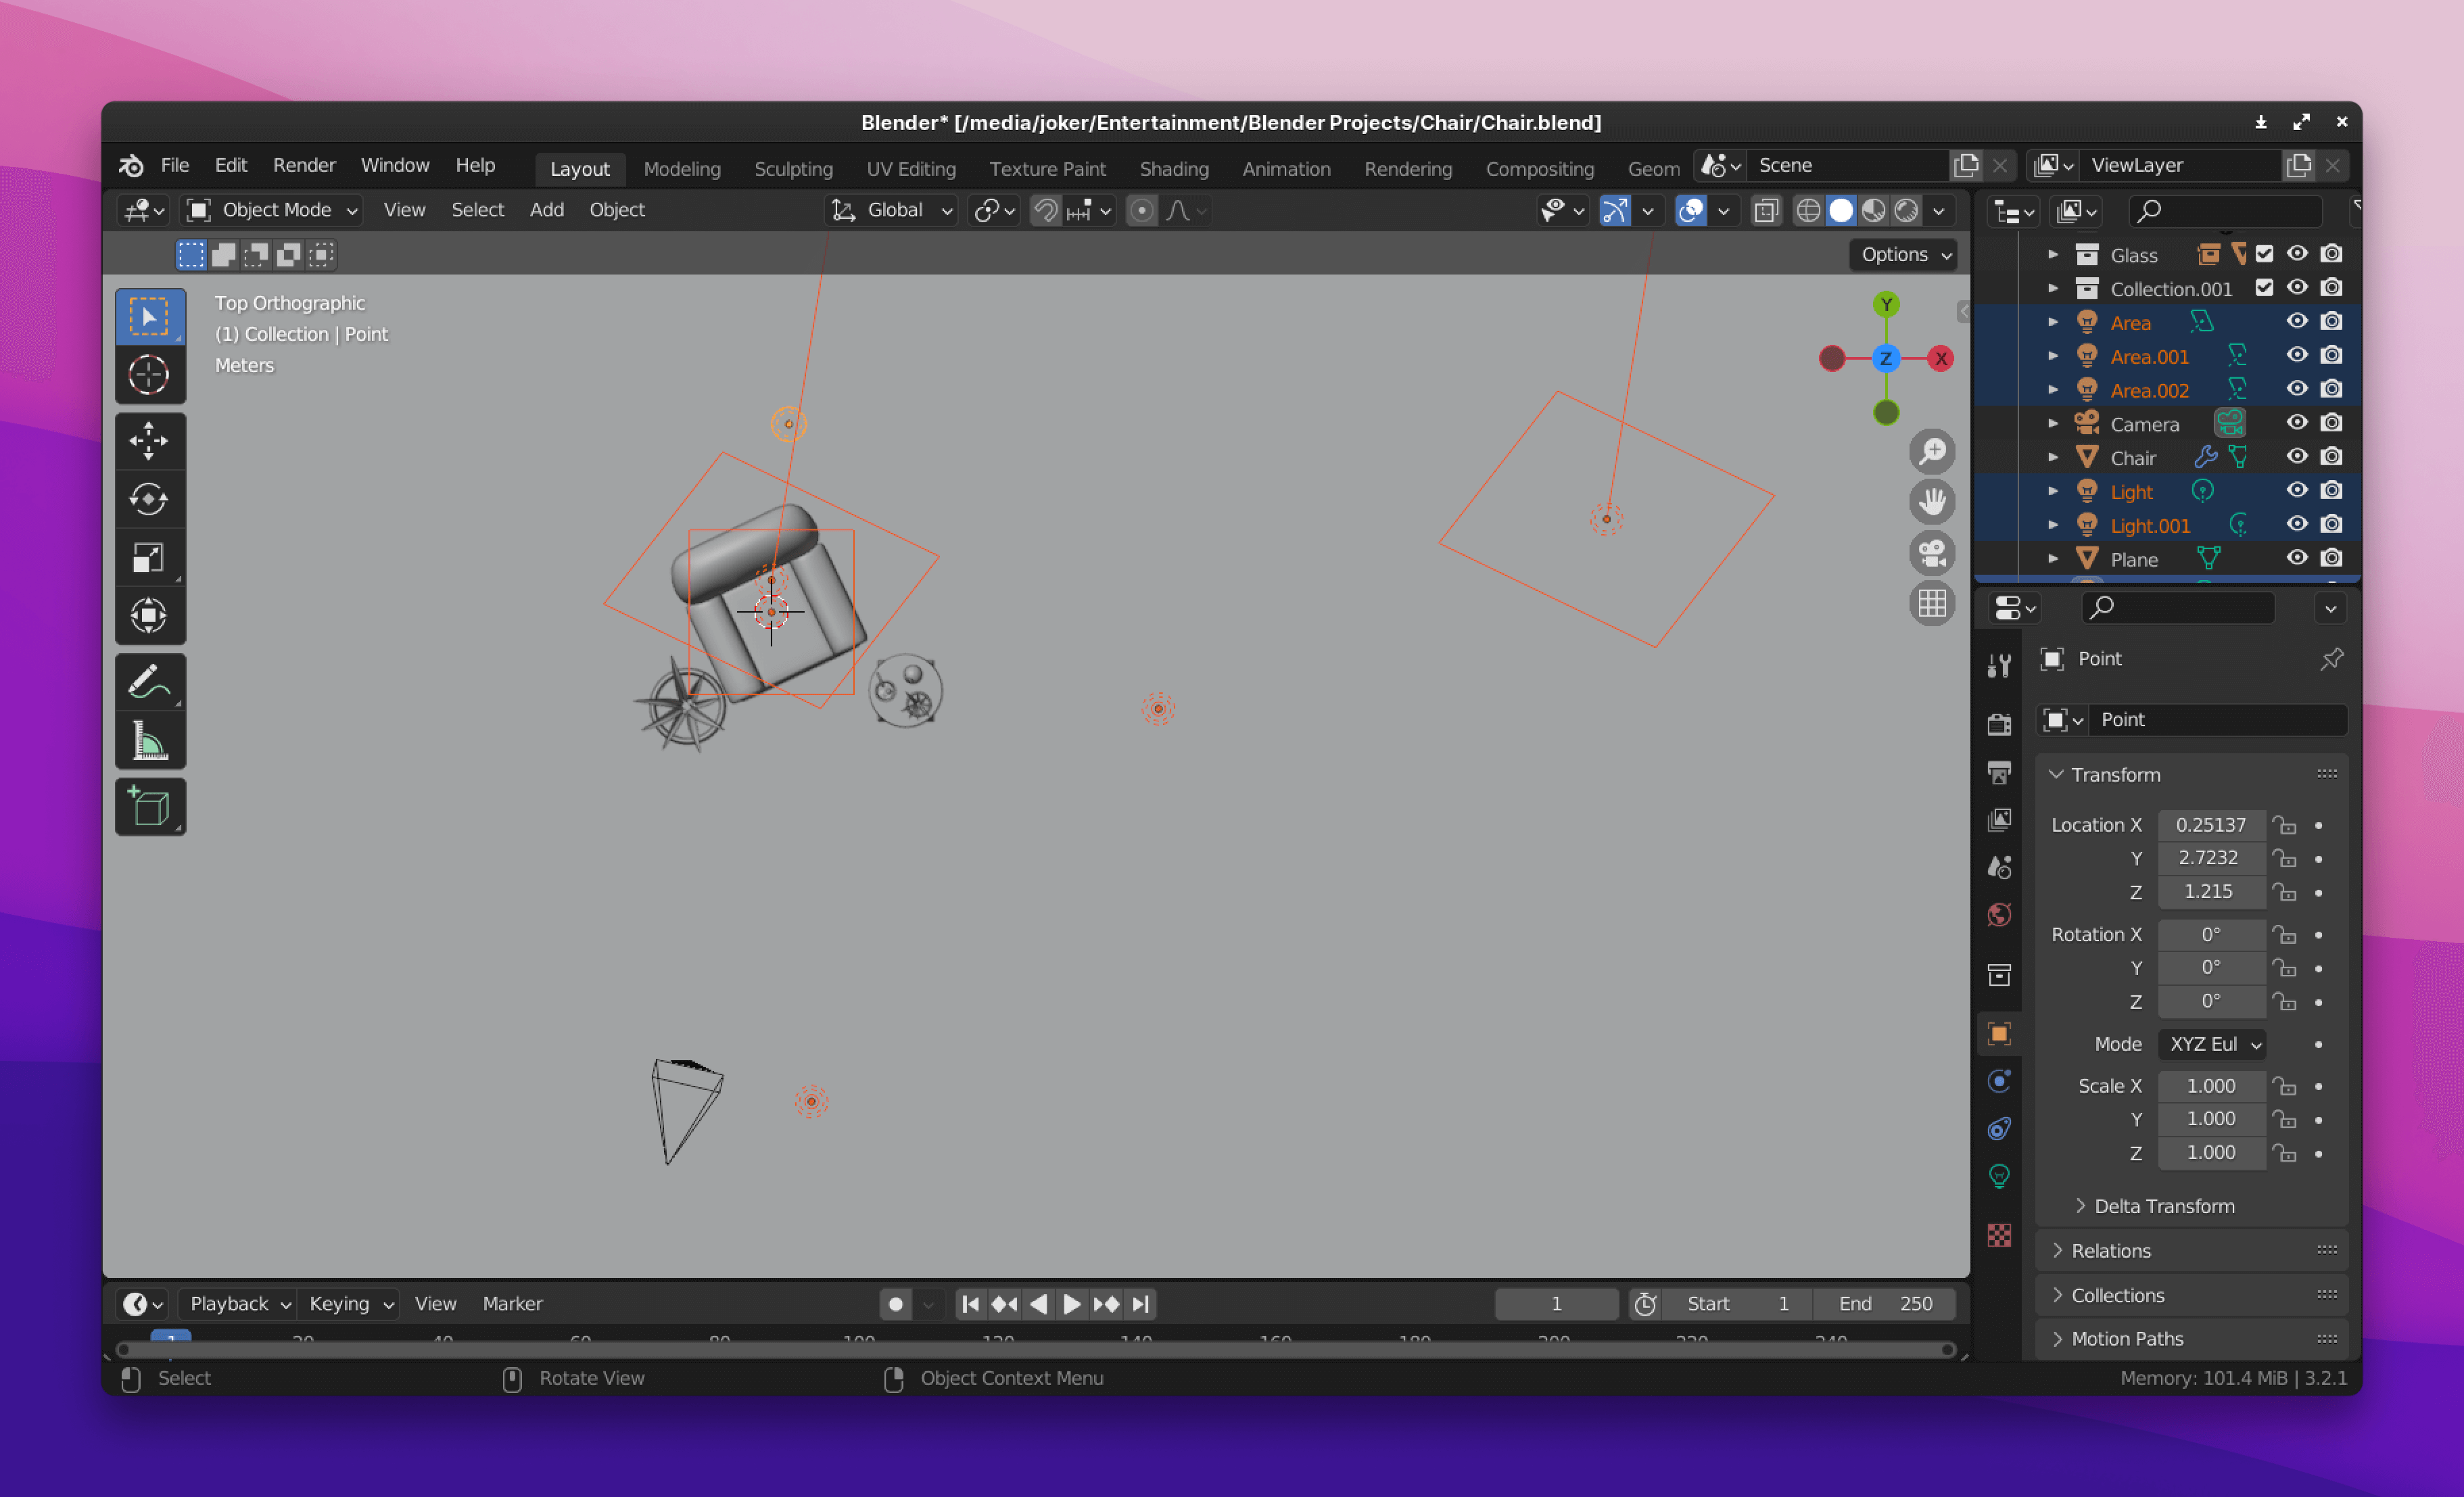 Blender* [/media/joker/Entertainment/Blender Projects/Chair/Chair.blend]
File Edit Render Window Help Layout Modeling Sculpting UV Editing Texture Paint Shading Animation Rendering Compositing Geom Scene ViewLayer
Object Mode View Select Add Object Global
Options
Top Orthographic
(1) Collection | Point
Meters
Y
Z
X
Glass
Collection.001
Area
Area.001
Area.002
Camera
Chair
Light
Light.001
Plane
Point
Point
Transform
Location X 0.25137
Y 2.7232
Z 1.215
Rotation X 0°
Y 0°
Z 0°
Mode XYZ Eul
Scale X 1.000
Y 1.000
Z 1.000
Delta Transform
Relations
Collections
Motion Paths
Playback Keying View Marker 1 Start 1 End 250
1 20 40 60 80 100 120 140 160 180 200 220 240
Select Rotate View Object Context Menu Memory: 101.4 MiB | 3.2.1